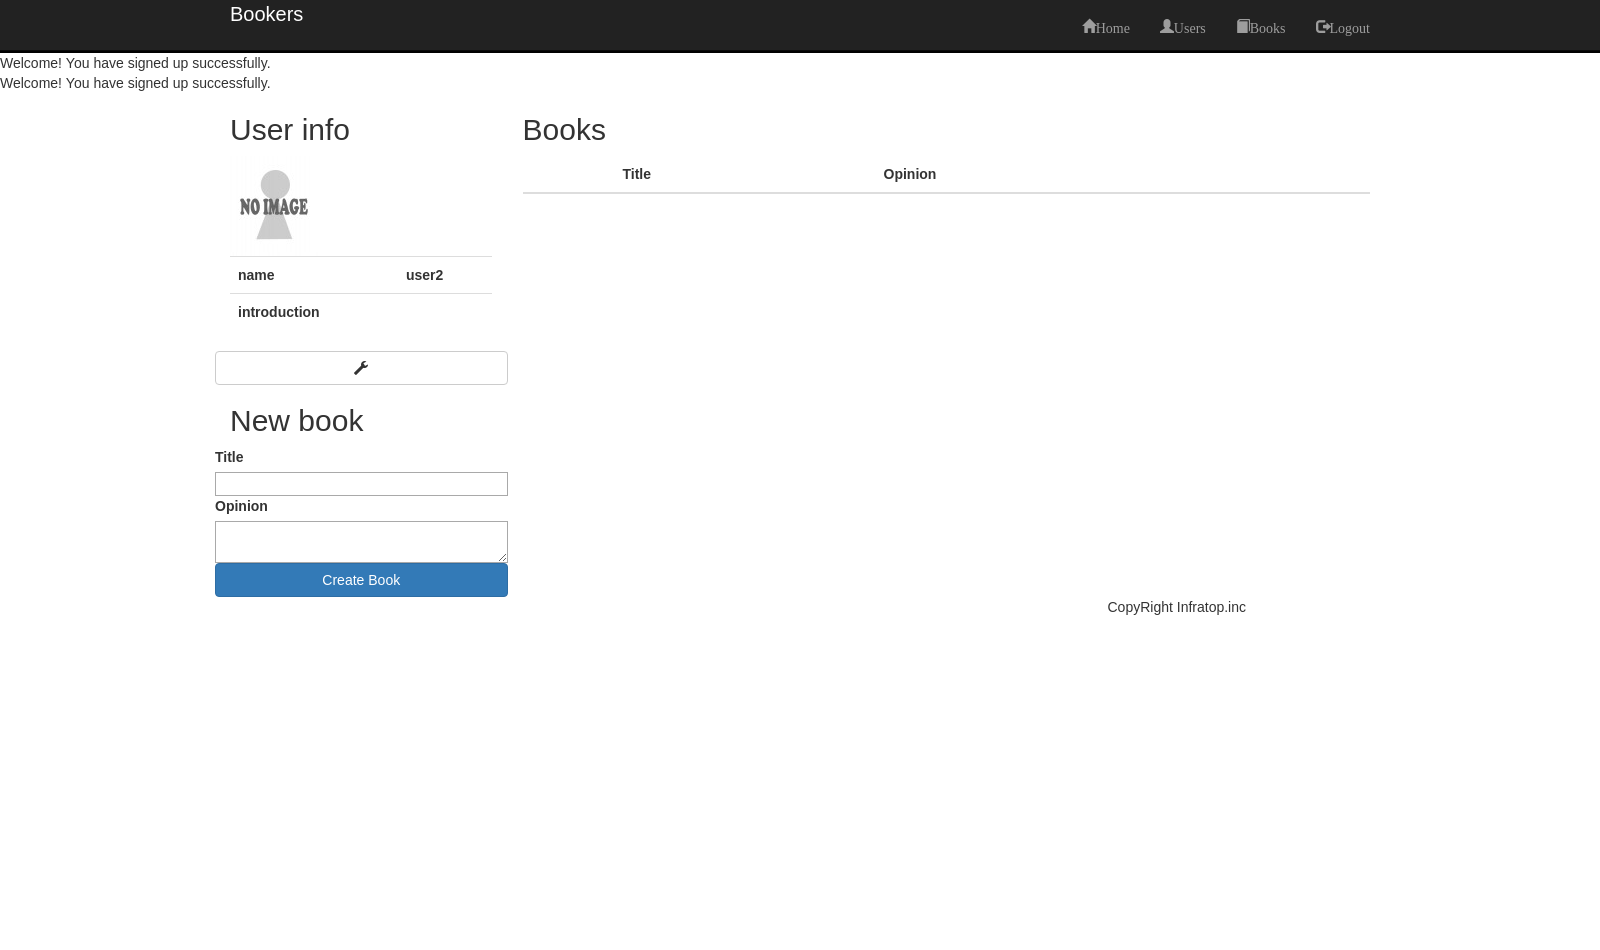 Bookers
Home Users Books Logout
Welcome! You have signed up successfully.
Welcome! You have signed up successfully.
User info
NO IMAGE
name user2
introduction
New book
Title
Opinion
Create Book
Books
Title Opinion
CopyRight Infratop.inc